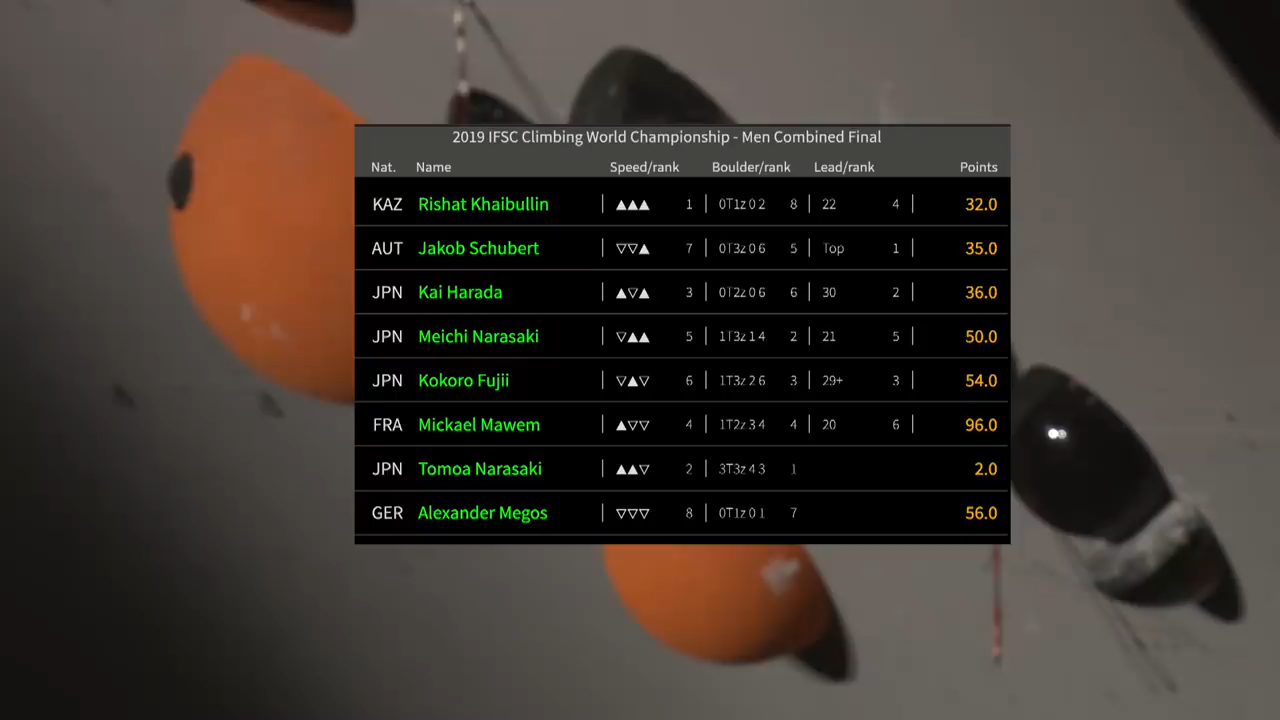 2019 IFSC Climbing World Championship - Men Combined Final
Nat. Name Speed/rank Boulder/rank Lead/rank Points
KAZ Rishat Khaibullin | ▲▲▲ 1 | 0T1z 0 2 8 | 22 4 | 32.0
AUT Jakob Schubert | ▽▽▲ 7 | 0T3z 0 6 5 | Top 1 | 35.0
JPN Kai Harada | ▲▽▲ 3 | 0T2z 0 6 6 | 30 2 | 36.0
JPN Meichi Narasaki | ▽▲▲ 5 | 1T3z 1 4 2 | 21 5 | 50.0
JPN Kokoro Fujii | ▽▲▽ 6 | 1T3z 2 6 3 | 29+ 3 | 54.0
FRA Mickael Mawem | ▲▽▽ 4 | 1T2z 3 4 4 | 20 6 | 96.0
JPN Tomoa Narasaki | ▲▲▽ 2 | 3T3z 4 3 1 2.0
GER Alexander Megos | ▽▽▽ 8 | 0T1z 0 1 7 56.0